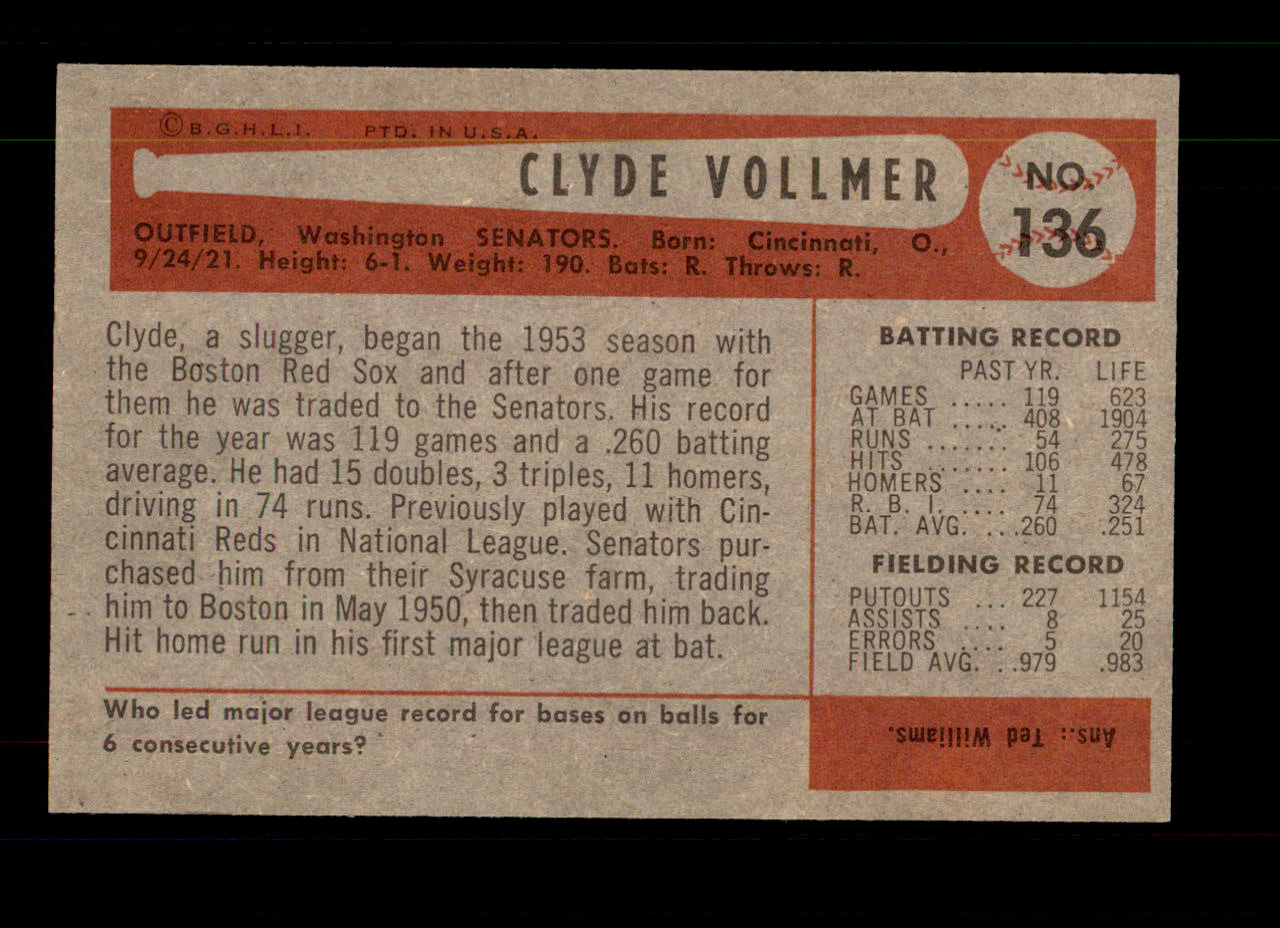 © B.G.H.L.I. PTD. IN U.S.A.
CLYDE VOLLMER
NO.
136
OUTFIELD, Washington SENATORS. Born: Cincinnati, O.,
9/24/21. Height: 6-1. Weight: 190. Bats: R. Throws: R.
Clyde, a slugger, began the 1953 season with
the Boston Red Sox and after one game for
them he was traded to the Senators. His record
for the year was 119 games and a .260 batting
average. He had 15 doubles, 3 triples, 11 homers,
driving in 74 runs. Previously played with Cin-
cinnati Reds in National League. Senators pur-
chased him from their Syracuse farm, trading
him to Boston in May 1950, then traded him back.
Hit home run in his first major league at bat.
BATTING RECORD
PAST YR. LIFE
GAMES ..... 119 623
AT BAT ..... 408 1904
RUNS ....... 54 275
HITS ....... 106 478
HOMERS .... 11 67
R. B. I. .... 74 324
BAT. AVG. ... .260 .251
FIELDING RECORD
PUTOUTS ... 227 1154
ASSISTS .... 8 25
ERRORS .... 5 20
FIELD AVG. . .979 .983
Who led major league record for bases on balls for
6 consecutive years?
Ans.: Ted Williams.